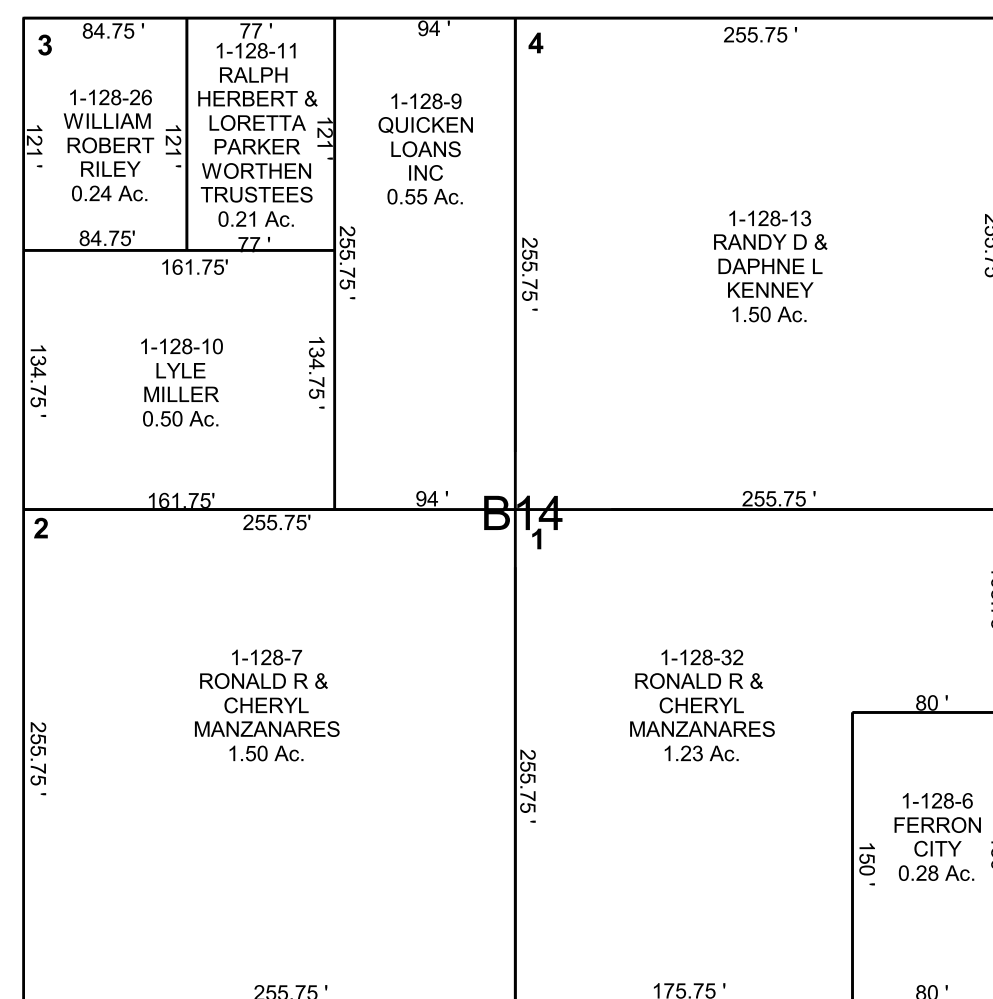 3
84.75 '
1-128-26
WILLIAM
ROBERT
RILEY
0.24 Ac.
121 '
121 '
84.75'
77 '
1-128-11
RALPH
HERBERT &
LORETTA
PARKER
WORTHEN
TRUSTEES
0.21 Ac.
121 '
77 '
94 '
1-128-9
QUICKEN
LOANS
INC
0.55 Ac.
255.75 '
94 '
161.75'
1-128-10
LYLE
MILLER
0.50 Ac.
134.75 '
134.75 '
161.75'
4
255.75 '
1-128-13
RANDY D &
DAPHNE L
KENNEY
1.50 Ac.
255.75 '
255.75 '
B14
2
255.75'
1-128-7
RONALD R &
CHERYL
MANZANARES
1.50 Ac.
255.75 '
255.75 '
1
1-128-32
RONALD R &
CHERYL
MANZANARES
1.23 Ac.
255.75 '
175.75 '
80 '
1-128-6
FERRON
CITY
0.28 Ac.
150 '
80 '